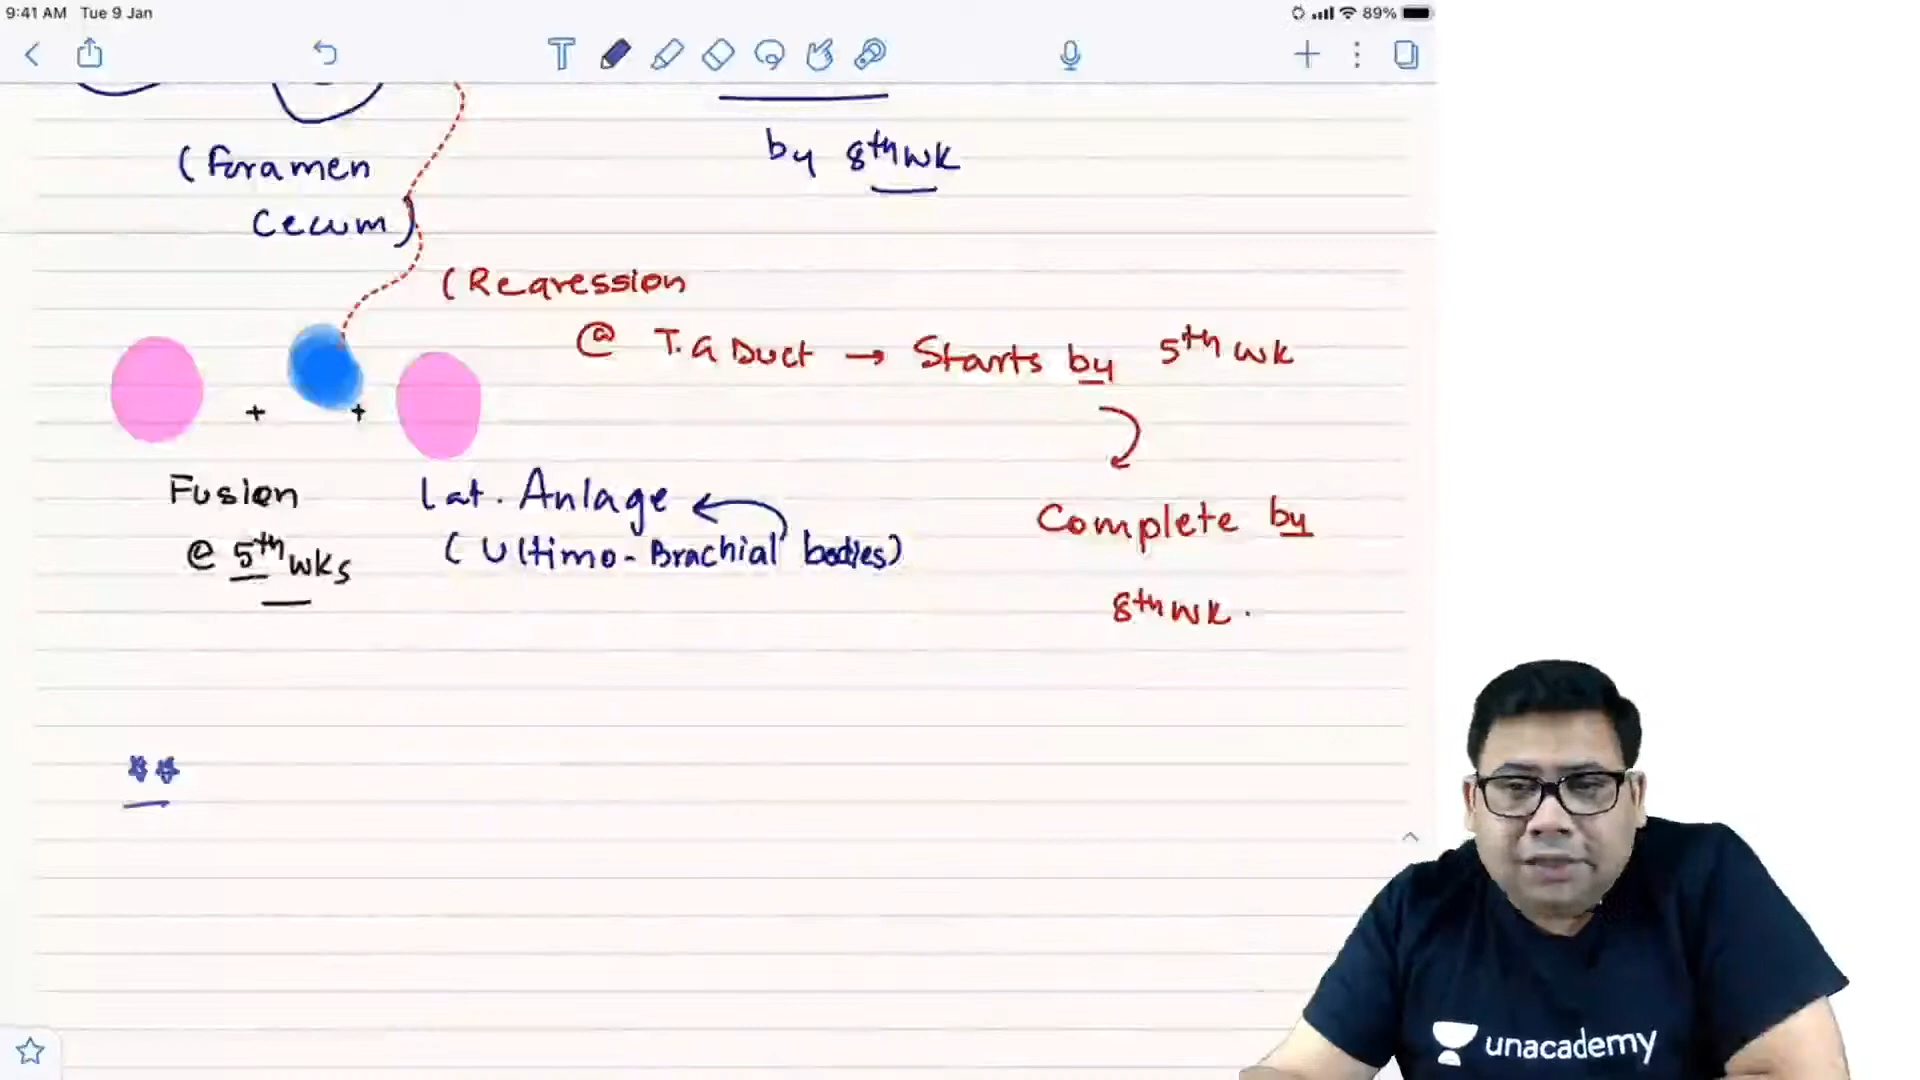 9:41 AM Tue 9 Jan
89%
by 8th wk
(Foramen
Cecum)
(Regression
@ T.G Duct → Starts by 5th wk
+ +
Fusion
@ 5th wks
Lat. Anlage
(Ultimo-Brachial bodies)
Complete by
8th wk.
**
unacademy